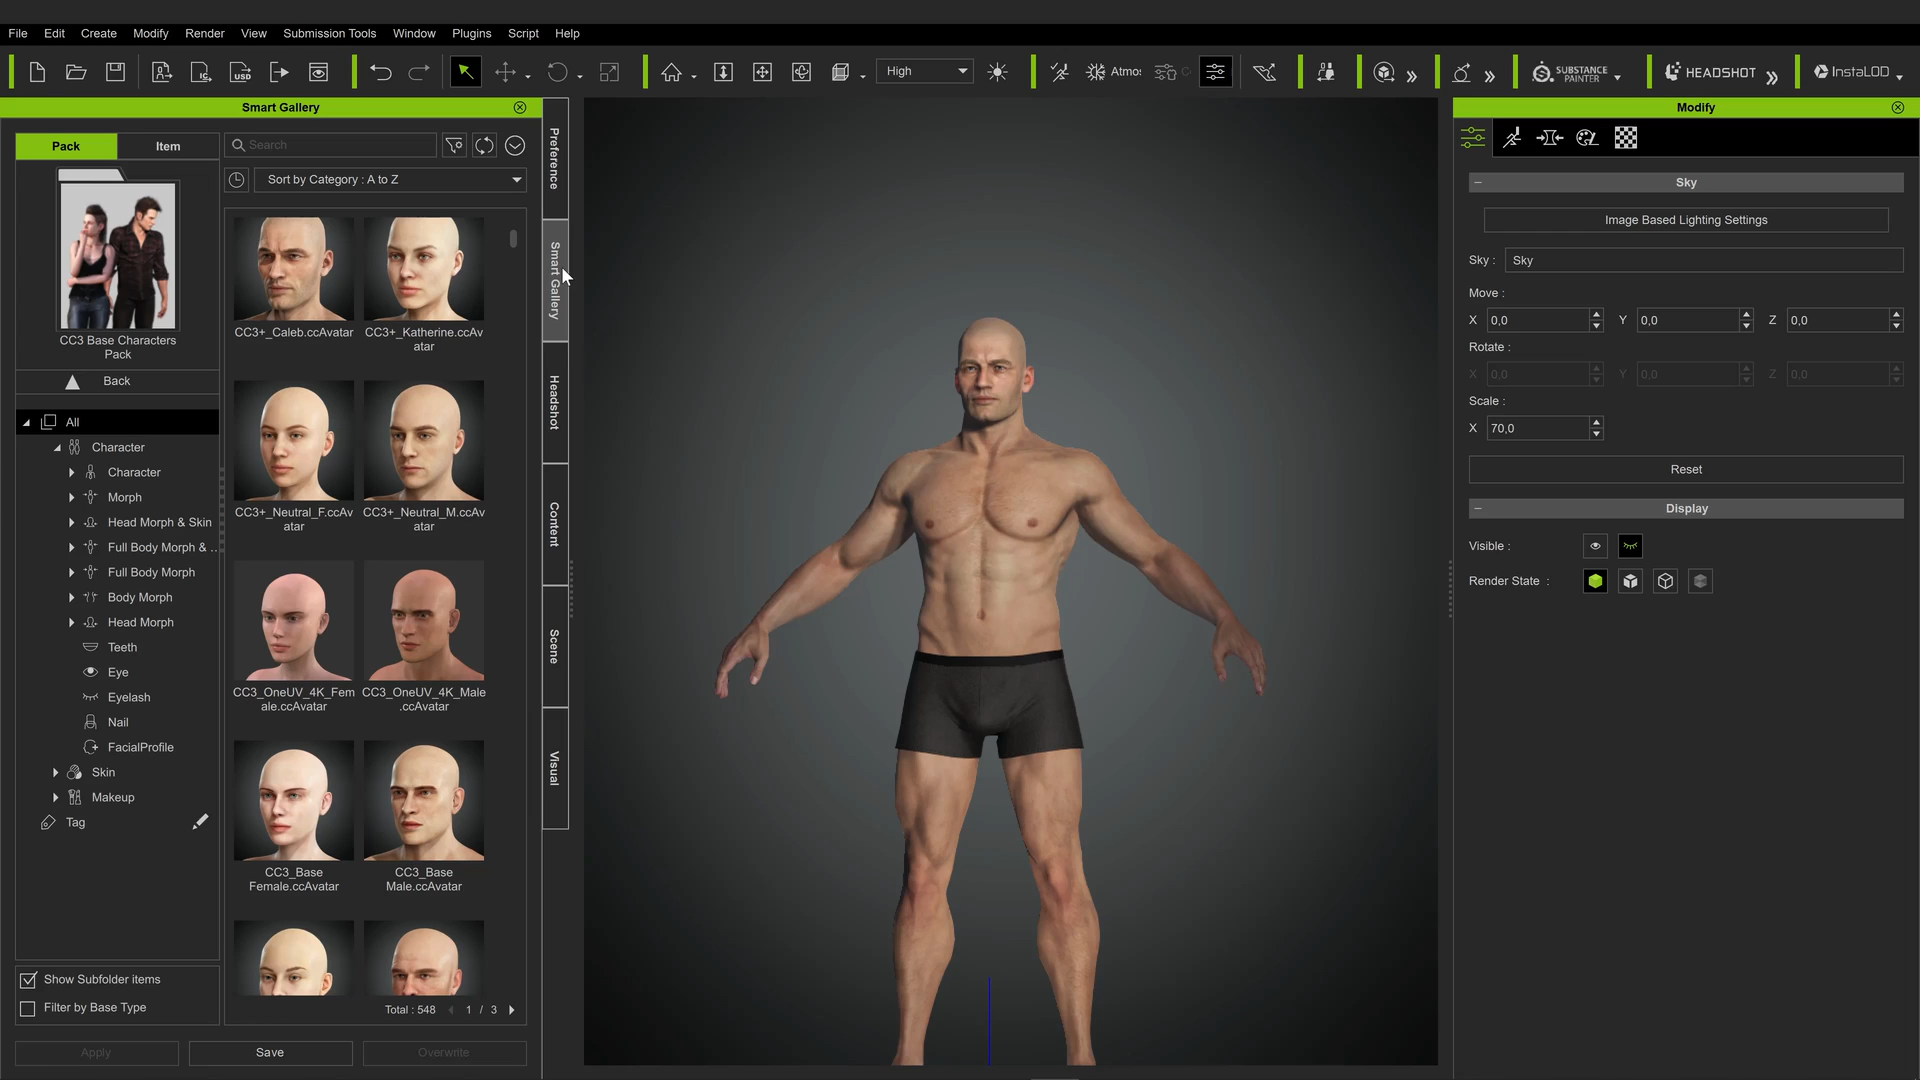 File Edit Create Modify Render View Submission Tools Window Plugins Script Help
High
Atmo
SUBSTANCE PAINTER
HEADSHOT
InstaLOD
Smart Gallery
Pack
Item
Search
Sort by Category : A to Z
CC3 Base Characters
Pack
Back
All
Character
Character
Morph
Head Morph & Skin
Full Body Morph & ...
Full Body Morph
Body Morph
Head Morph
Teeth
Eye
Eyelash
Nail
FacialProfile
Skin
Makeup
Tag
Show Subfolder items
Filter by Base Type
CC3+_Caleb.ccAvatar
CC3+_Katherine.ccAv
atar
CC3+_Neutral_F.ccAv
atar
CC3+_Neutral_M.ccAv
atar
CC3_OneUV_4K_Fem
ale.ccAvatar
CC3_OneUV_4K_Male
.ccAvatar
CC3_Base
Female.ccAvatar
CC3_Base
Male.ccAvatar
Total : 548
1 / 3
Apply
Save
Overwrite
Preference
Smart Gallery
Headshot
Content
Scene
Visual
Modify
Sky
Image Based Lighting Settings
Sky : Sky
Move :
X 0,0 Y 0,0 Z 0,0
Rotate :
X 0,0 Y 0,0 Z 0,0
Scale :
X 70,0
Reset
Display
Visible :
Render State :